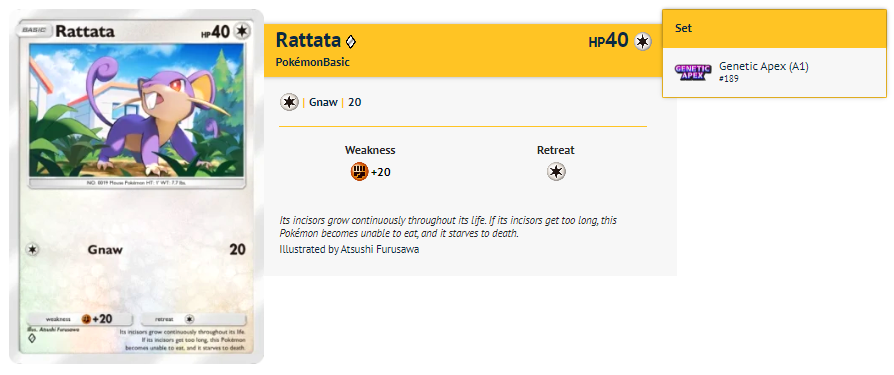 BASIC Rattata HP40
NO. 0019 Mouse Pokémon HT: 1' WT: 7.7 lbs.
Gnaw 20
weakness +20 retreat
Illus. Atsushi Furusawa
Its incisors grow continuously throughout its life.
If its incisors get too long, this Pokémon
becomes unable to eat, and it starves to death.
Rattata HP40
PokémonBasic
| Gnaw | 20
Weakness Retreat
+20
Its incisors grow continuously throughout its life. If its incisors get too long, this
Pokémon becomes unable to eat, and it starves to death.
Illustrated by Atsushi Furusawa
Set
GENETIC APEX
Genetic Apex (A1)
#189